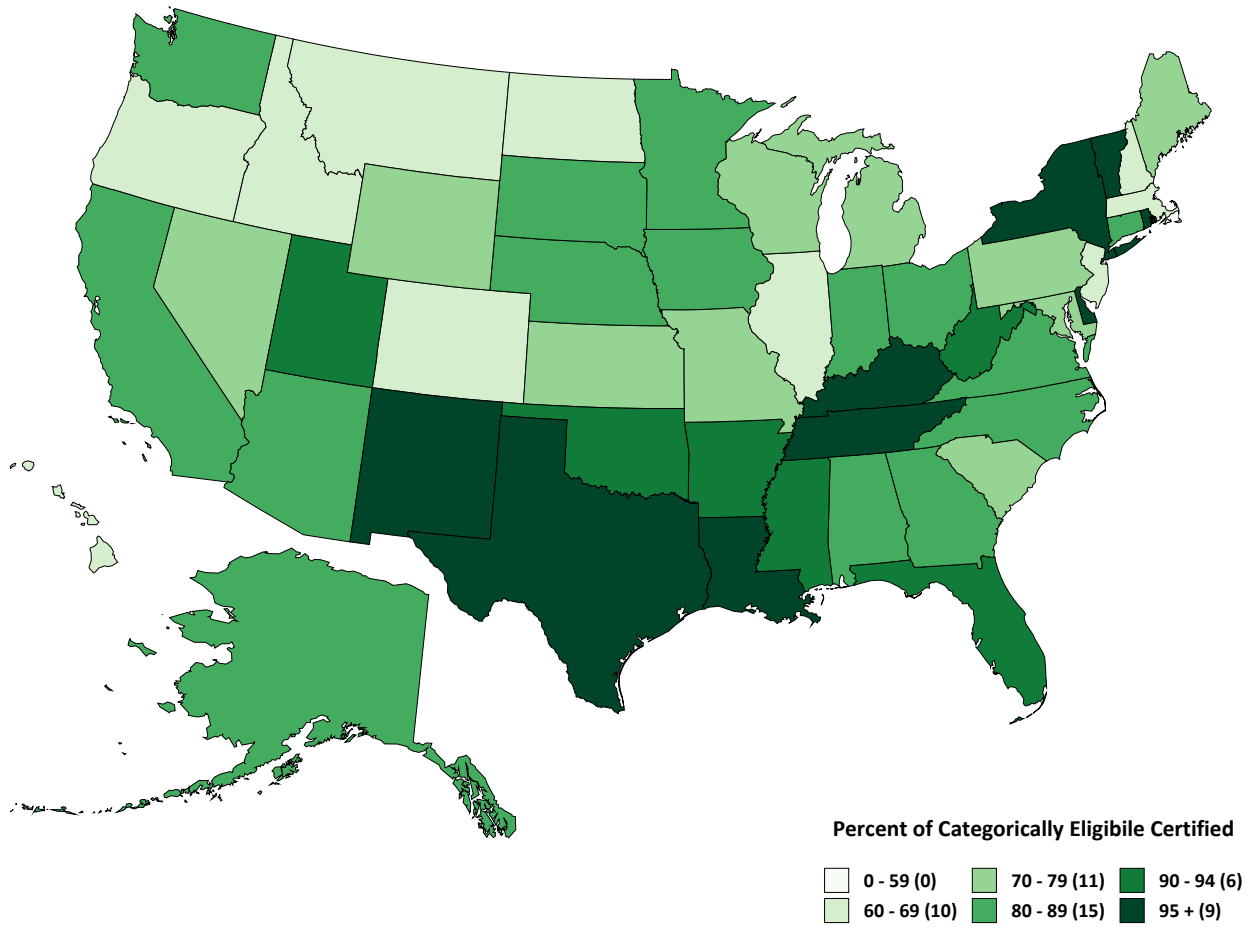 Percent of Categorically Eligibile Certified
0 - 59 (0) 70 - 79 (11) 90 - 94 (6)
60 - 69 (10) 80 - 89 (15) 95 + (9)